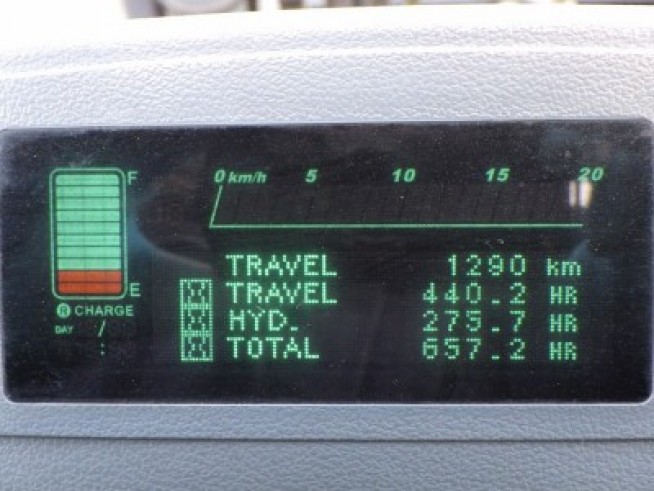 F
E
Ⓡ CHARGE
DAY /
:
0 km/h 5 10 15 20
TRAVEL 1290 km
TRAVEL 440.2 HR
HYD. 275.7 HR
TOTAL 657.2 HR